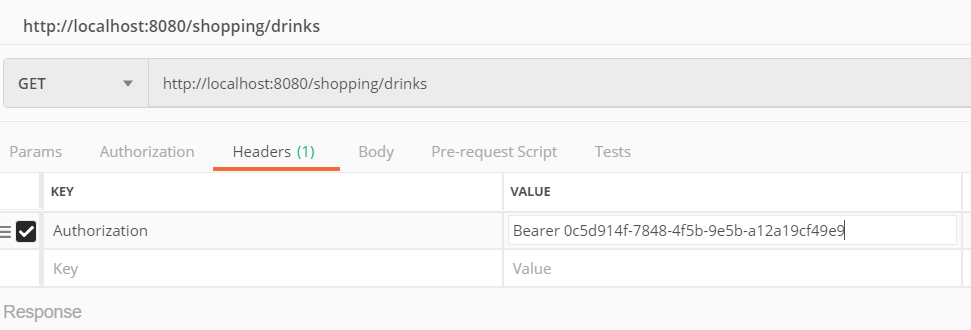 http://localhost:8080/shopping/drinks
GET http://localhost:8080/shopping/drinks
Params Authorization Headers (1) Body Pre-request Script Tests
KEY VALUE
Authorization Bearer 0c5d914f-7848-4f5b-9e5b-a12a19cf49e9
Key Value
Response